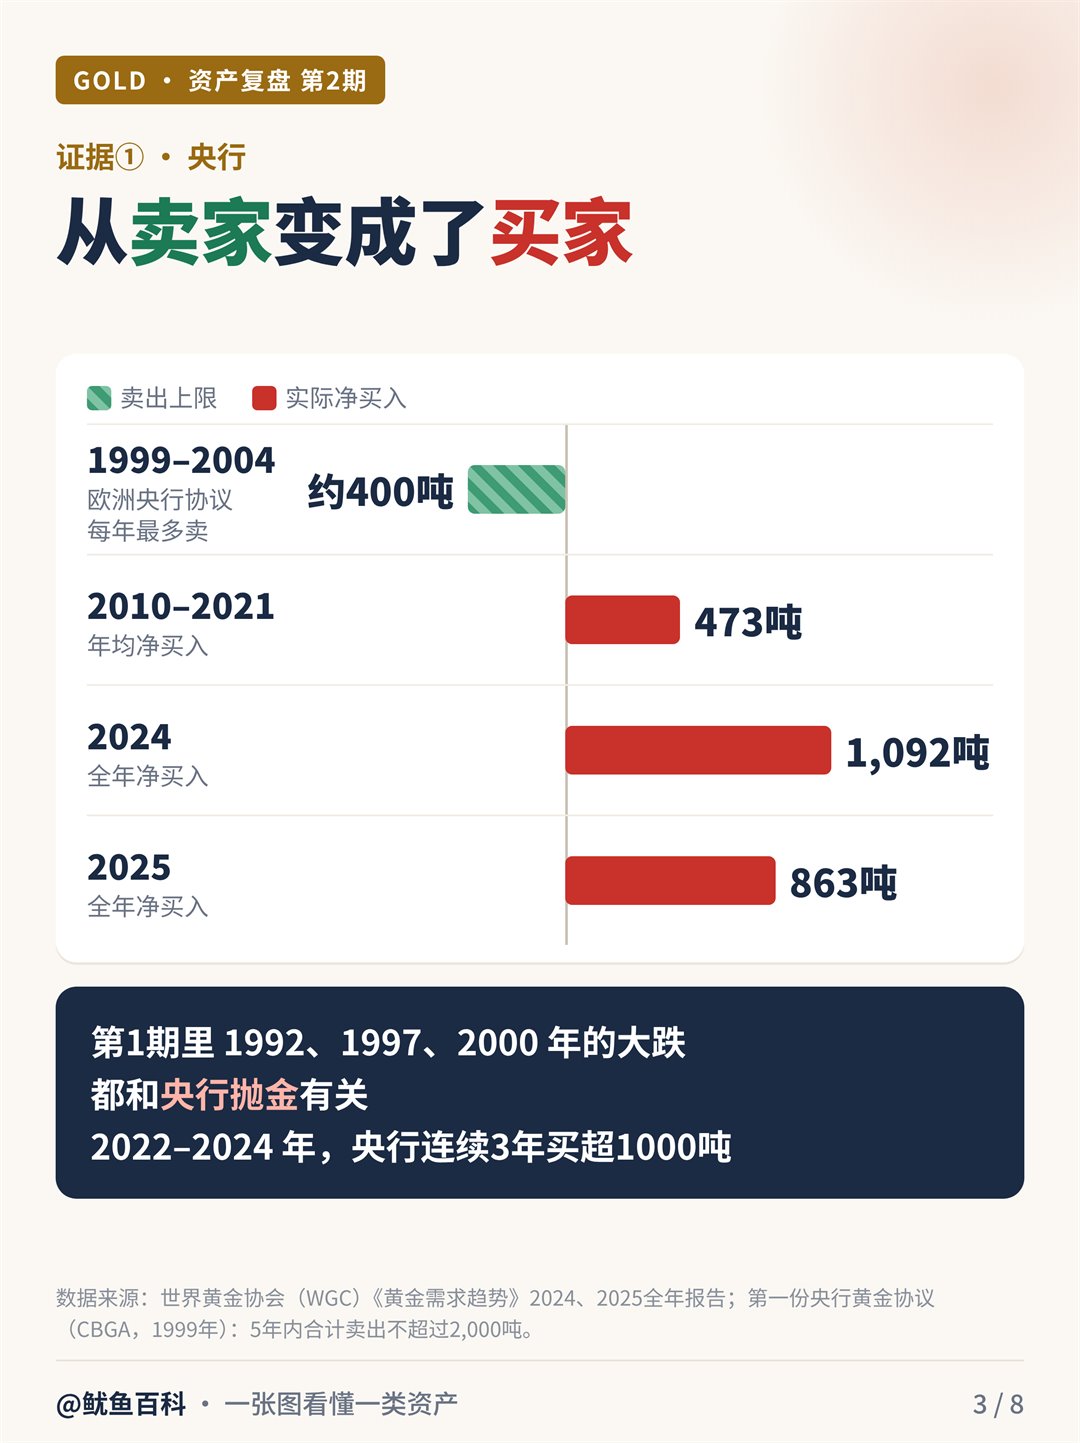 GOLD · 资产复盘 第2期
证据① · 央行
从卖家变成了买家
卖出上限 实际净买入
1999–2004
欧洲央行协议
每年最多卖
约400吨
2010–2021
年均净买入
473吨
2024
全年净买入
1,092吨
2025
全年净买入
863吨
第1期里 1992、1997、2000 年的大跌
都和央行抛金有关
2022–2024 年，央行连续3年买超1000吨
数据来源：世界黄金协会（WGC）《黄金需求趋势》2024、2025全年报告；第一份央行黄金协议
（CBGA，1999年）：5年内合计卖出不超过2,000吨。
@鱿鱼百科 · 一张图看懂一类资产
3 / 8